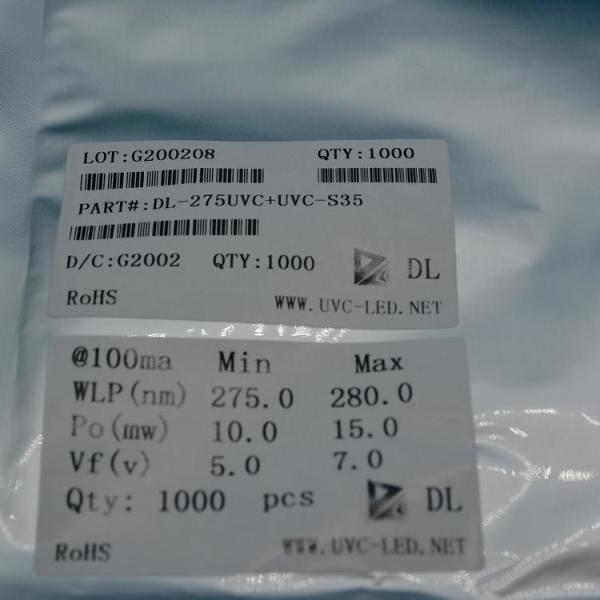 LOT:G200208 QTY:1000
PART#:DL-275UVC+UVC-S35
D/C:G2002 QTY:1000 DL
RoHS WWW.UVC-LED.NET
@100ma Min Max
WLP(nm) 275.0 280.0
Po(mw) 10.0 15.0
Vf(v) 5.0 7.0
Qty: 1000 pcs DL
RoHS WWW.UVC-LED.NET